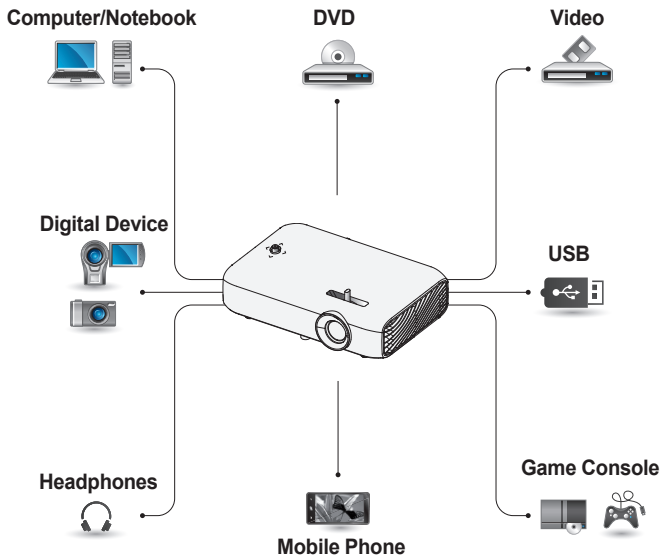 Computer/Notebook
DVD
Video
Digital Device
USB
Headphones
Game Console
Mobile Phone